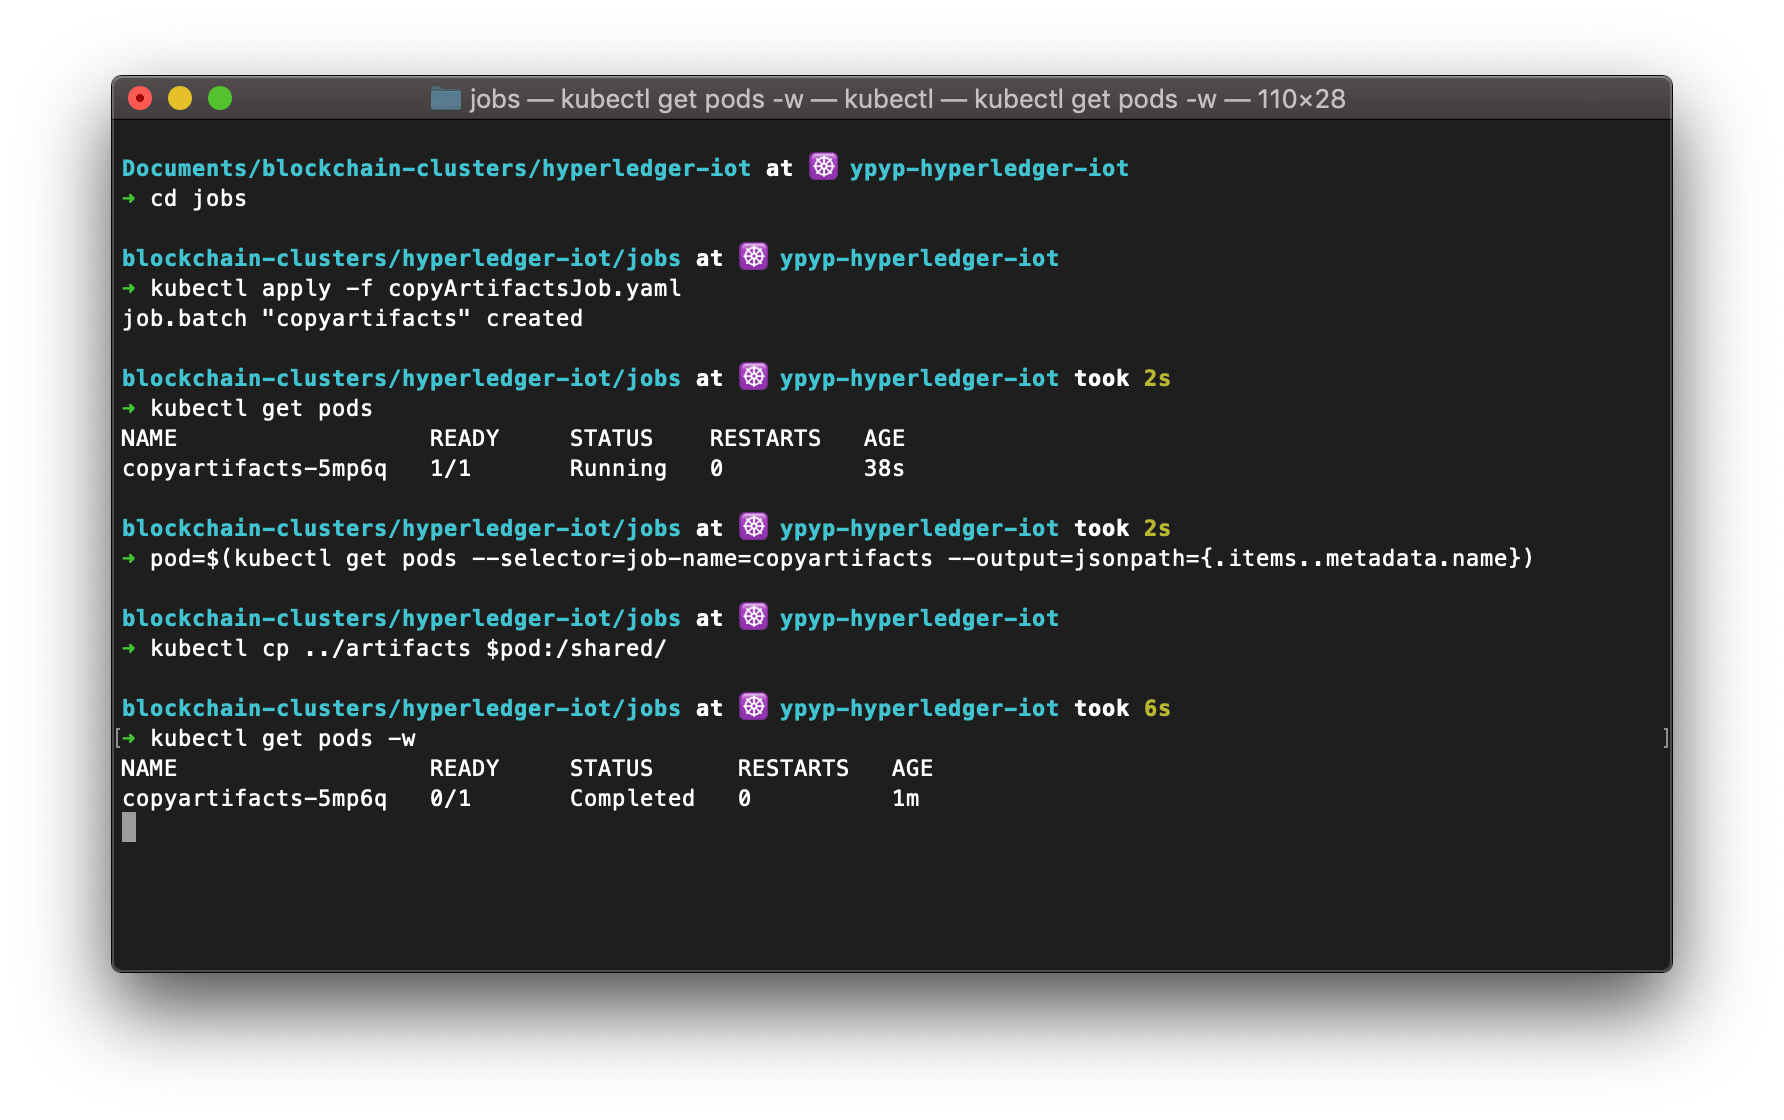 jobs — kubectl get pods -w — kubectl — kubectl get pods -w — 110×28
Documents/blockchain-clusters/hyperledger-iot at ☸ ypyp-hyperledger-iot
➜ cd jobs
blockchain-clusters/hyperledger-iot/jobs at ☸ ypyp-hyperledger-iot
➜ kubectl apply -f copyArtifactsJob.yaml
job.batch "copyartifacts" created
blockchain-clusters/hyperledger-iot/jobs at ☸ ypyp-hyperledger-iot took 2s
➜ kubectl get pods
NAME                  READY     STATUS    RESTARTS   AGE
copyartifacts-5mp6q   1/1       Running   0          38s
blockchain-clusters/hyperledger-iot/jobs at ☸ ypyp-hyperledger-iot took 2s
➜ pod=$(kubectl get pods --selector=job-name=copyartifacts --output=jsonpath={.items..metadata.name})
blockchain-clusters/hyperledger-iot/jobs at ☸ ypyp-hyperledger-iot
➜ kubectl cp ../artifacts $pod:/shared/
blockchain-clusters/hyperledger-iot/jobs at ☸ ypyp-hyperledger-iot took 6s
[➜ kubectl get pods -w ]
NAME                  READY     STATUS      RESTARTS   AGE
copyartifacts-5mp6q   0/1       Completed   0          1m